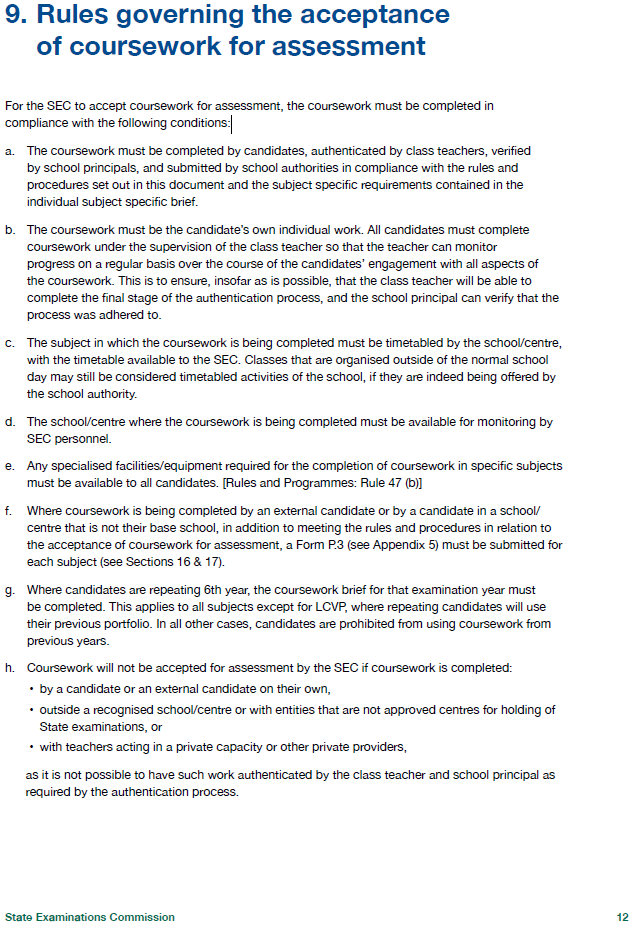 9. Rules governing the acceptance
of coursework for assessment
For the SEC to accept coursework for assessment, the coursework must be completed in
compliance with the following conditions:
a. The coursework must be completed by candidates, authenticated by class teachers, verified
by school principals, and submitted by school authorities in compliance with the rules and
procedures set out in this document and the subject specific requirements contained in the
individual subject specific brief.
b. The coursework must be the candidate's own individual work. All candidates must complete
coursework under the supervision of the class teacher so that the teacher can monitor
progress on a regular basis over the course of the candidates' engagement with all aspects of
the coursework. This is to ensure, insofar as is possible, that the class teacher will be able to
complete the final stage of the authentication process, and the school principal can verify that the
process was adhered to.
c. The subject in which the coursework is being completed must be timetabled by the school/centre,
with the timetable available to the SEC. Classes that are organised outside of the normal school
day may still be considered timetabled activities of the school, if they are indeed being offered by
the school authority.
d. The school/centre where the coursework is being completed must be available for monitoring by
SEC personnel.
e. Any specialised facilities/equipment required for the completion of coursework in specific subjects
must be available to all candidates. [Rules and Programmes: Rule 47 (b)]
f. Where coursework is being completed by an external candidate or by a candidate in a school/
centre that is not their base school, in addition to meeting the rules and procedures in relation to
the acceptance of coursework for assessment, a Form P.3 (see Appendix 5) must be submitted for
each subject (see Sections 16 & 17).
g. Where candidates are repeating 6th year, the coursework brief for that examination year must
be completed. This applies to all subjects except for LCVP, where repeating candidates will use
their previous portfolio. In all other cases, candidates are prohibited from using coursework from
previous years.
h. Coursework will not be accepted for assessment by the SEC if coursework is completed:
• by a candidate or an external candidate on their own,
• outside a recognised school/centre or with entities that are not approved centres for holding of
State examinations, or
• with teachers acting in a private capacity or other private providers,
as it is not possible to have such work authenticated by the class teacher and school principal as
required by the authentication process.
State Examinations Commission 12